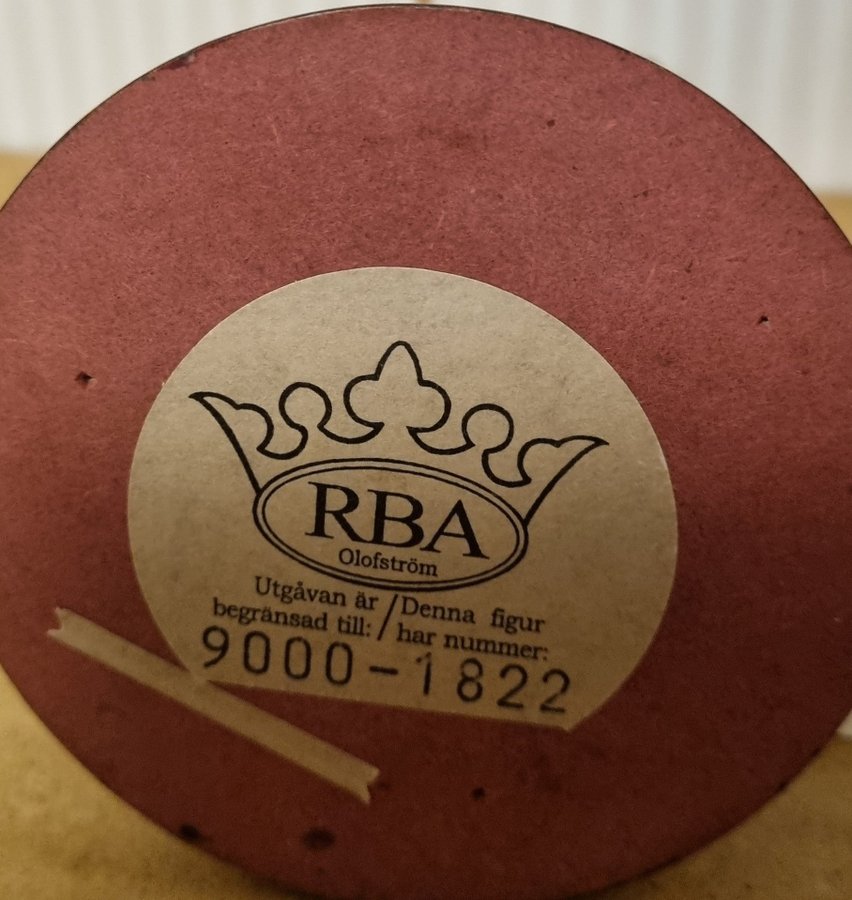 RBA
Olofström
Utgåvan är / Denna figur
begränsad till: / har nummer:
9000-1822